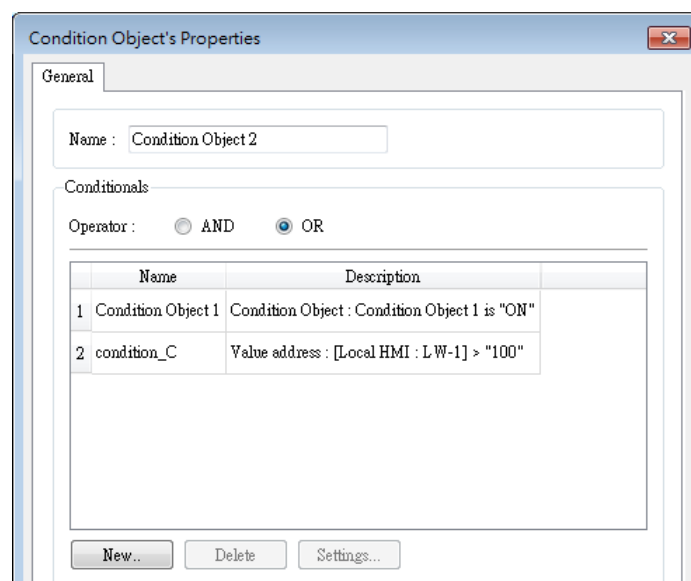 Condition Object's Properties
General
Name : Condition Object 2
Conditionals
Operator : AND OR
Name Description
1 Condition Object 1 Condition Object : Condition Object 1 is "ON"
2 condition_C Value address : [Local HMI : LW-1] > "100"
New.. Delete Settings...